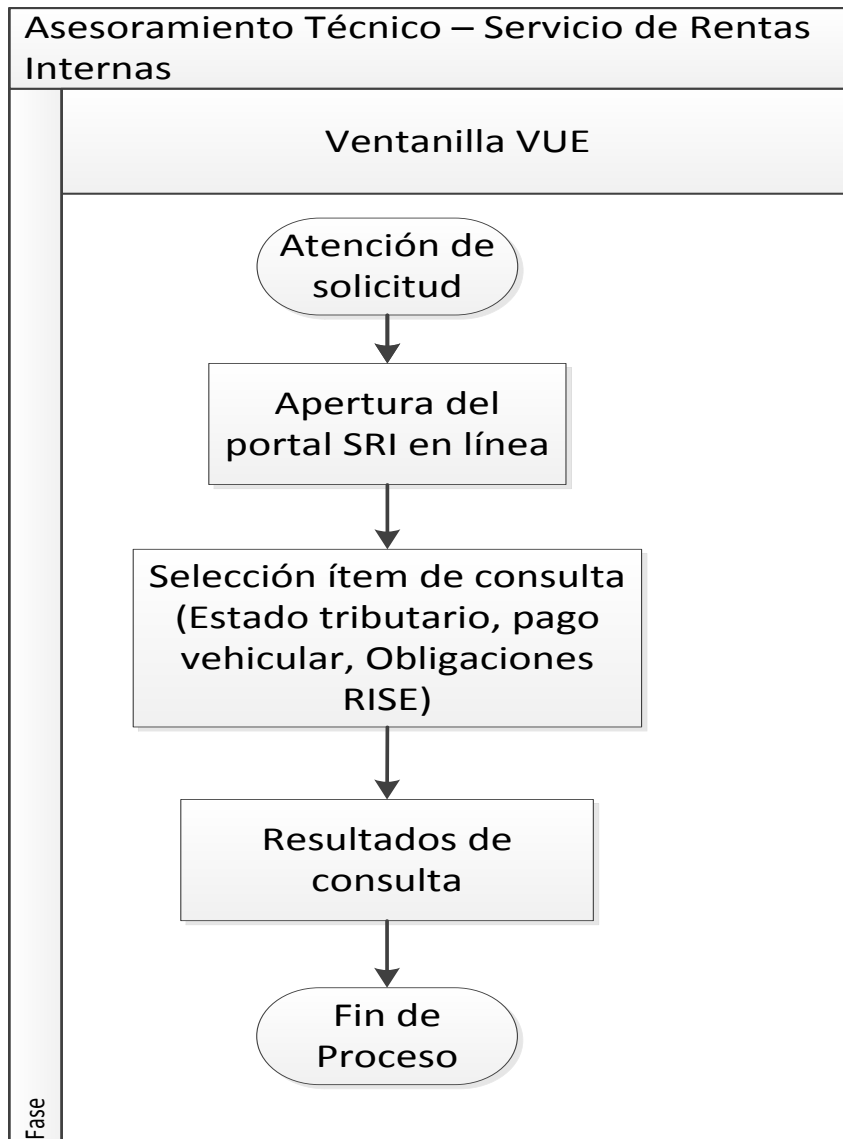 Asesoramiento Técnico – Servicio de Rentas
Internas
Ventanilla VUE
Atención de
solicitud
Apertura del
portal SRI en línea
Selección ítem de consulta
(Estado tributario, pago
vehicular, Obligaciones
RISE)
Resultados de
consulta
Fin de
Proceso
Fase